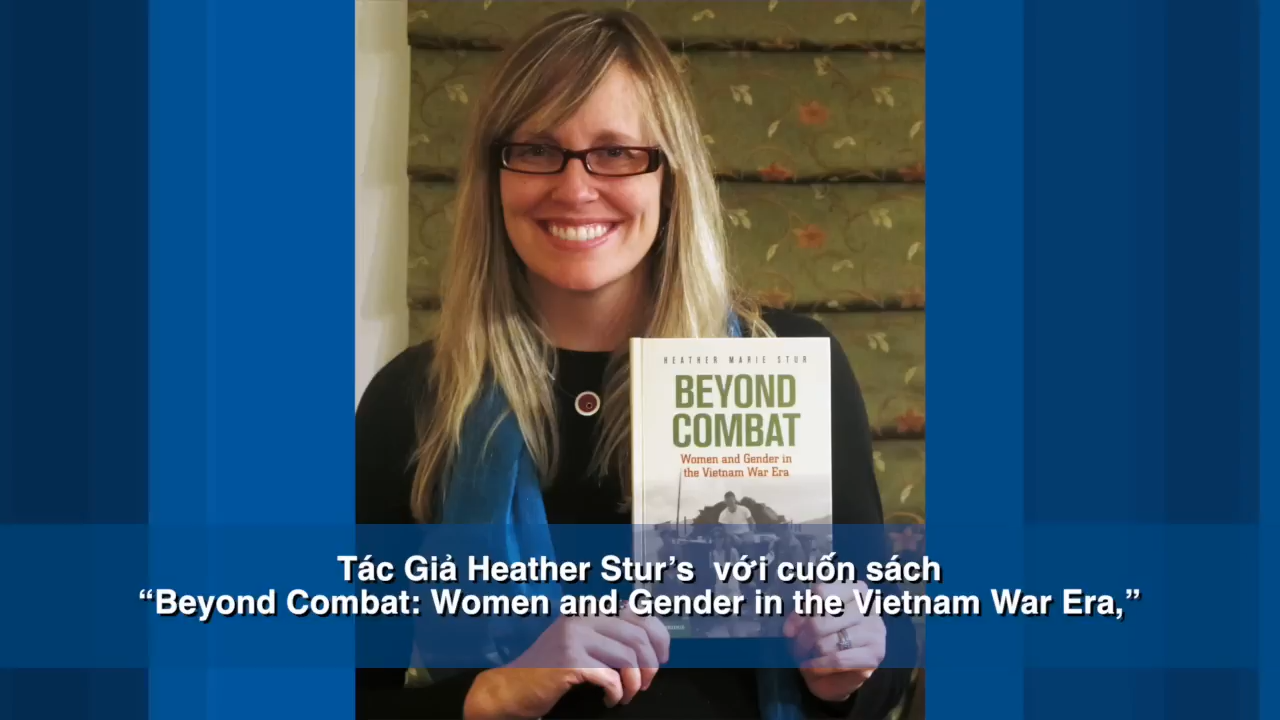 HEATHER MARIE STUR
BEYOND
COMBAT
Women and Gender in
the Vietnam War Era
Tác Giả Heather Stur’s với cuốn sách
“Beyond Combat: Women and Gender in the Vietnam War Era,”